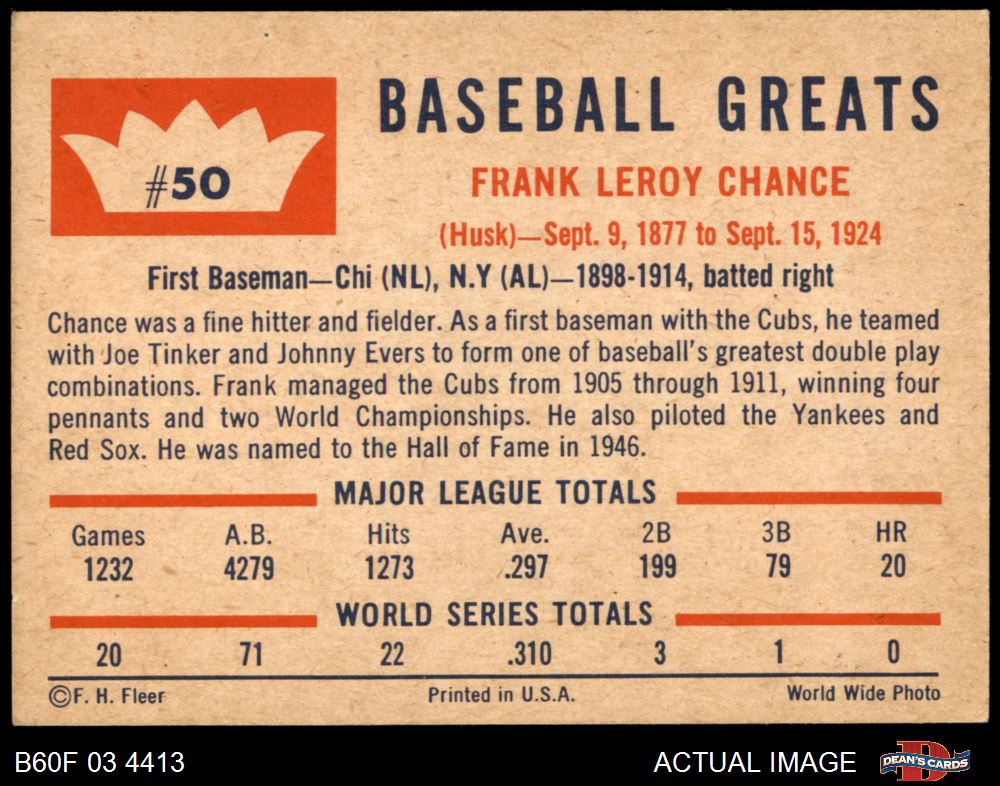 #50
BASEBALL GREATS
FRANK LEROY CHANCE
(Husk)—Sept. 9, 1877 to Sept. 15, 1924
First Baseman—Chi (NL), N.Y (AL)—1898-1914, batted right
Chance was a fine hitter and fielder. As a first baseman with the Cubs, he teamed
with Joe Tinker and Johnny Evers to form one of baseball's greatest double play
combinations. Frank managed the Cubs from 1905 through 1911, winning four
pennants and two World Championships. He also piloted the Yankees and
Red Sox. He was named to the Hall of Fame in 1946.
MAJOR LEAGUE TOTALS
Games A.B. Hits Ave. 2B 3B HR
1232 4279 1273 .297 199 79 20
WORLD SERIES TOTALS
20 71 22 .310 3 1 0
©F. H. Fleer Printed in U.S.A. World Wide Photo
B60F 03 4413 ACTUAL IMAGE D DEAN'S CARDS